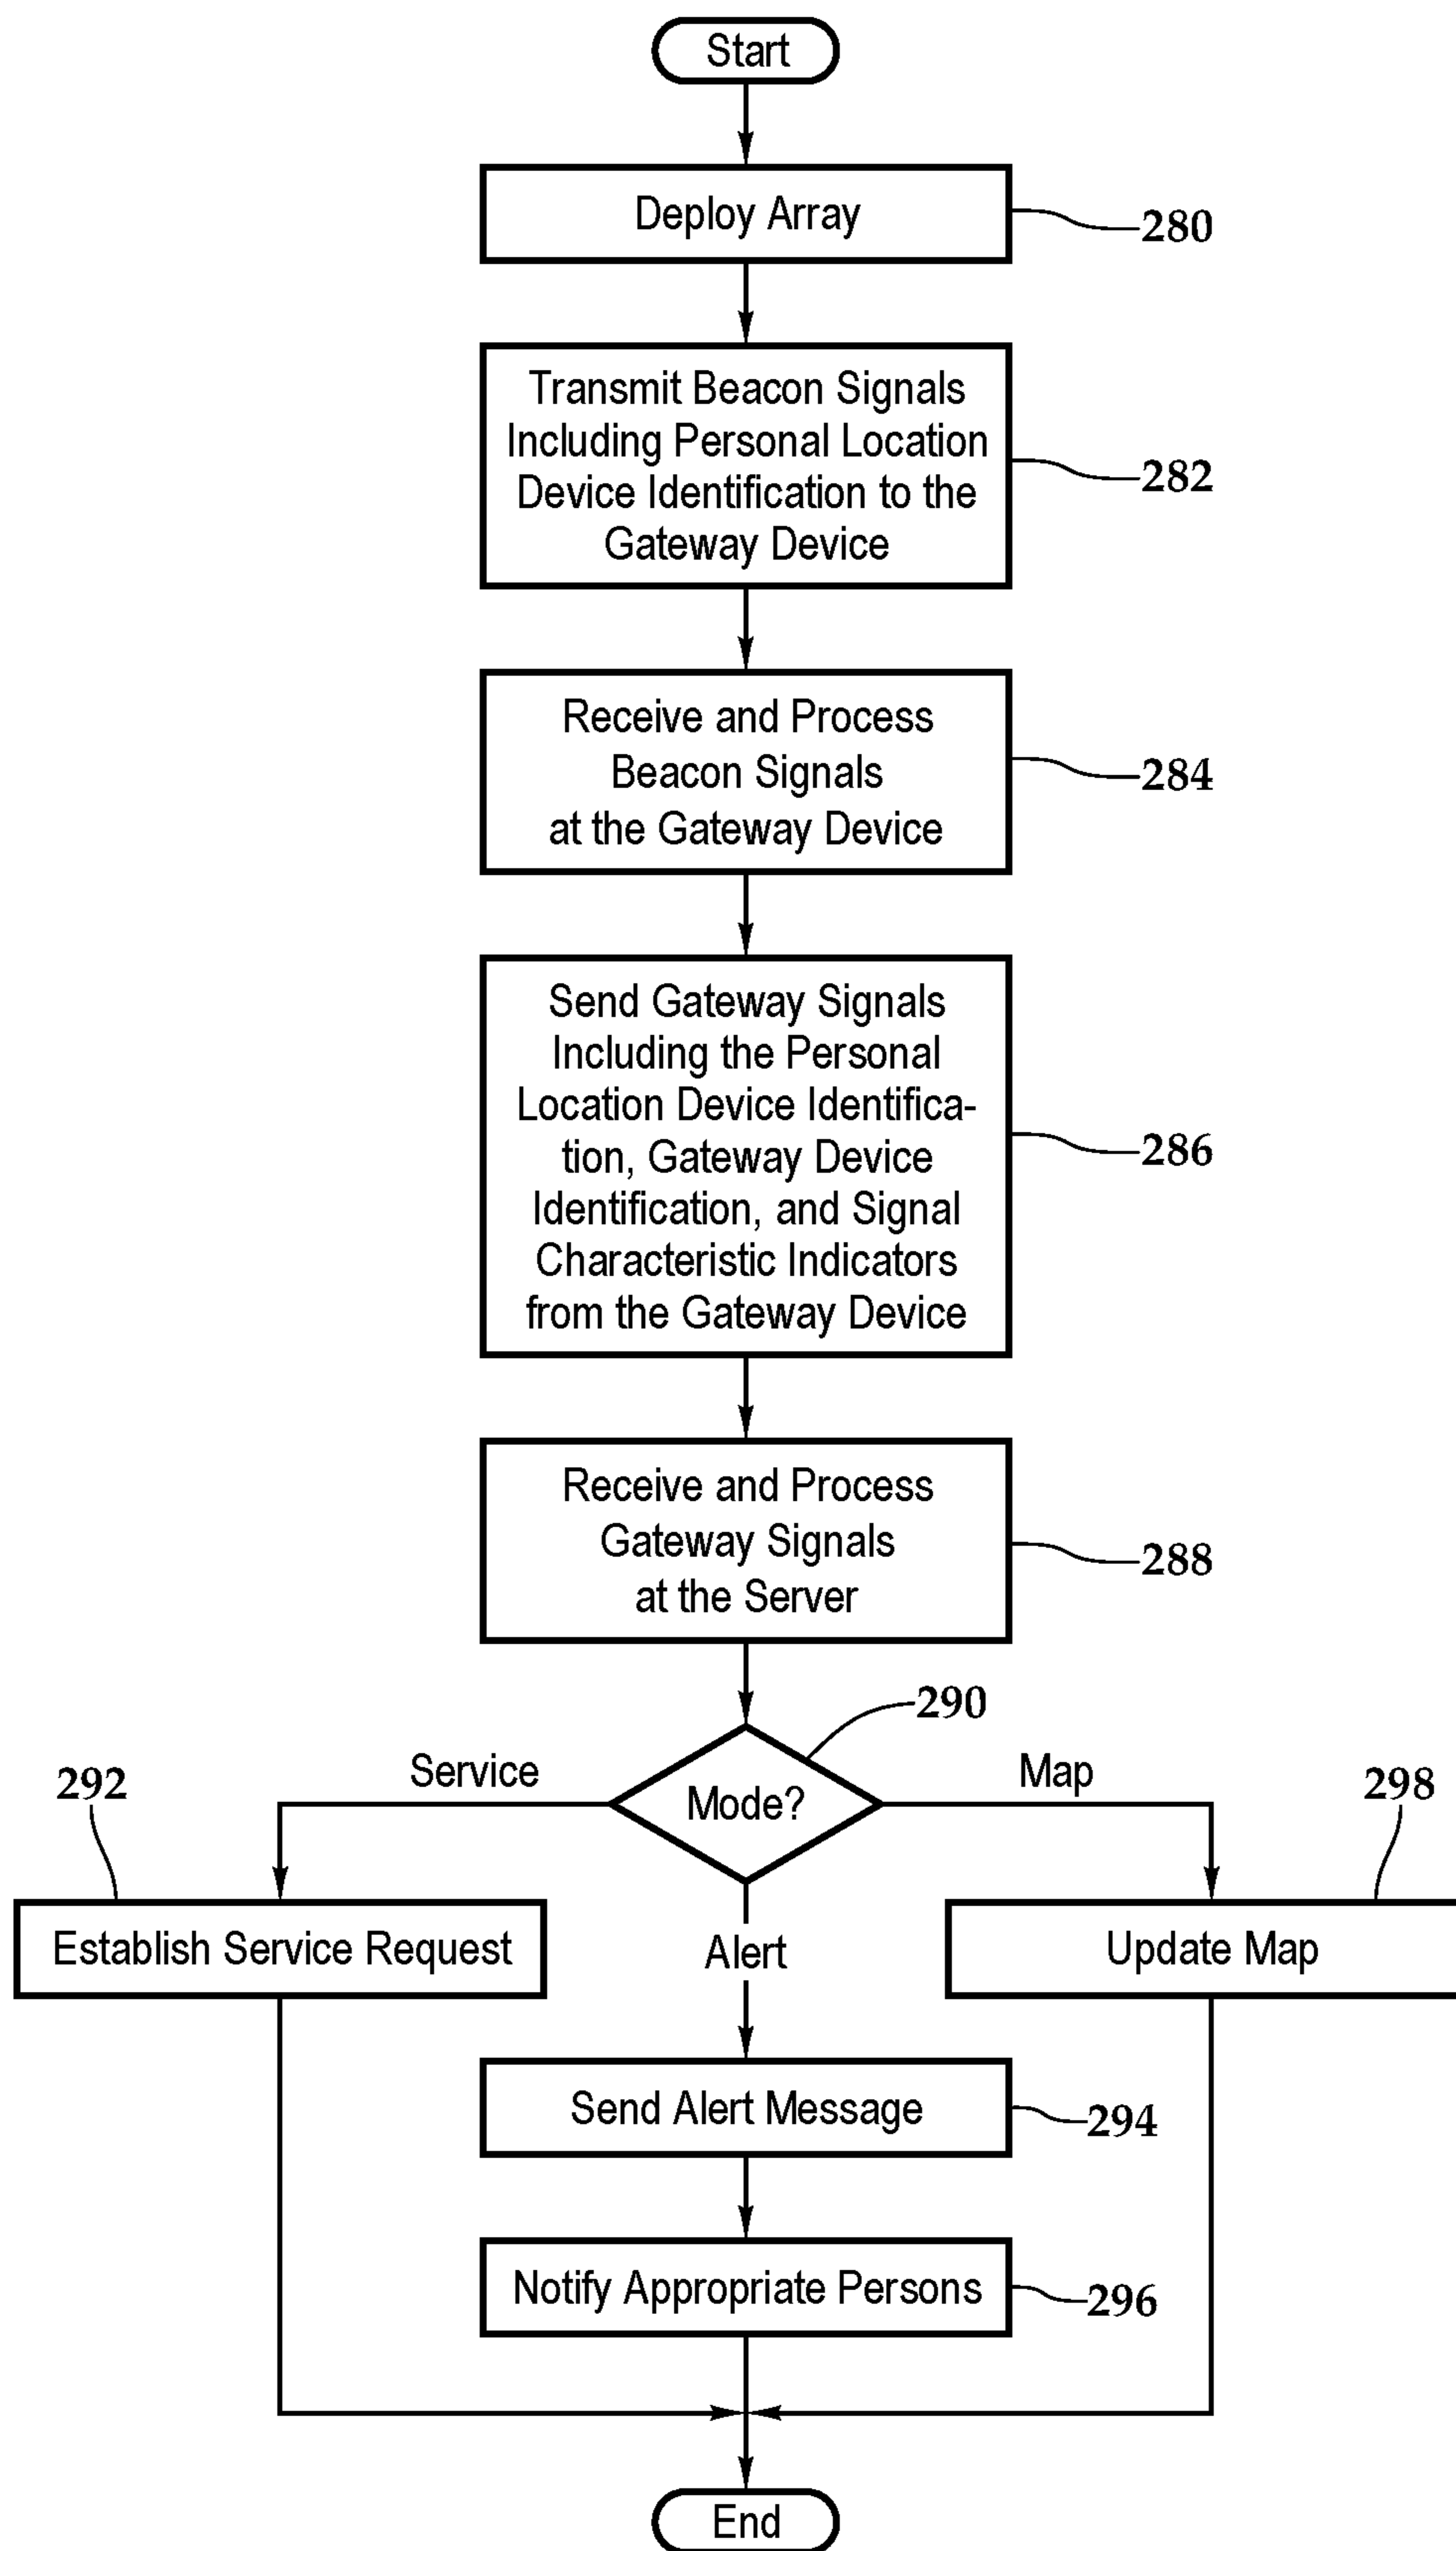 Start
Deploy Array
280
Transmit Beacon Signals
Including Personal Location
Device Identification to the
Gateway Device
282
Receive and Process
Beacon Signals
at the Gateway Device
284
Send Gateway Signals
Including the Personal
Location Device Identifica-
tion, Gateway Device
Identification, and Signal
Characteristic Indicators
from the Gateway Device
286
Receive and Process
Gateway Signals
at the Server
288
290
Mode?
Service
Map
292
298
Establish Service Request
Alert
Update Map
Send Alert Message
294
Notify Appropriate Persons
296
End